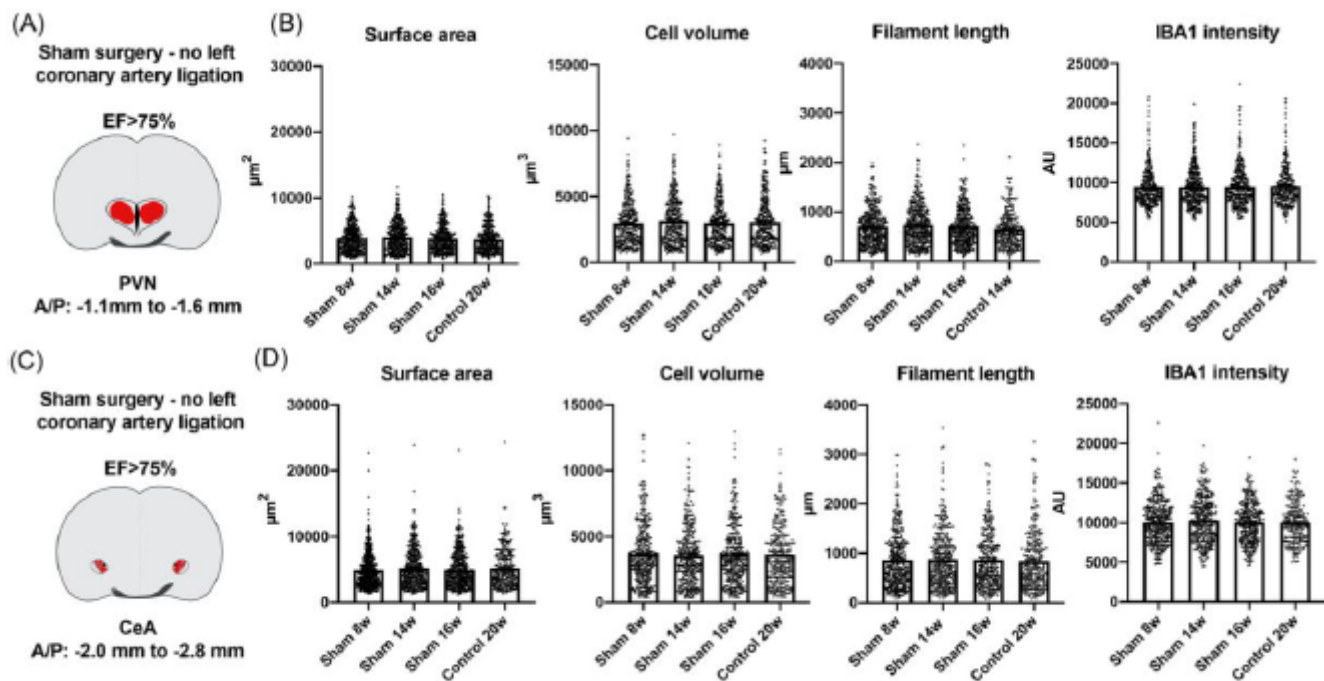 (A)
Sham surgery - no left
coronary artery ligation
EF>75%
PVN
A/P: -1.1mm to -1.6 mm
(B)
Surface area
30000
20000
10000
0
µm²
Sham 8w
Sham 14w
Sham 16w
Control 20w
Cell volume
15000
10000
5000
0
µm³
Sham 8w
Sham 14w
Sham 16w
Control 20w
Filament length
4000
2000
1000
0
µm
Sham 8w
Sham 14w
Sham 16w
Control 14w
IBA1 intensity
25000
20000
15000
10000
5000
0
AU
Sham 8w
Sham 14w
Sham 16w
Control 20w
(C)
Sham surgery - no left
coronary artery ligation
EF>75%
CeA
A/P: -2.0 mm to -2.8 mm
(D)
Surface area
30000
20000
10000
0
µm²
Sham 8w
Sham 14w
Sham 16w
Control 20w
Cell volume
15000
10000
5000
0
µm³
Sham 8w
Sham 14w
Sham 16w
Control 20w
Filament length
4000
3000
2000
1000
0
µm
Sham 8w
Sham 14w
Sham 16w
Control 20w
IBA1 intensity
25000
20000
15000
10000
5000
0
AU
Sham 8w
Sham 14w
Sham 16w
Control 20w